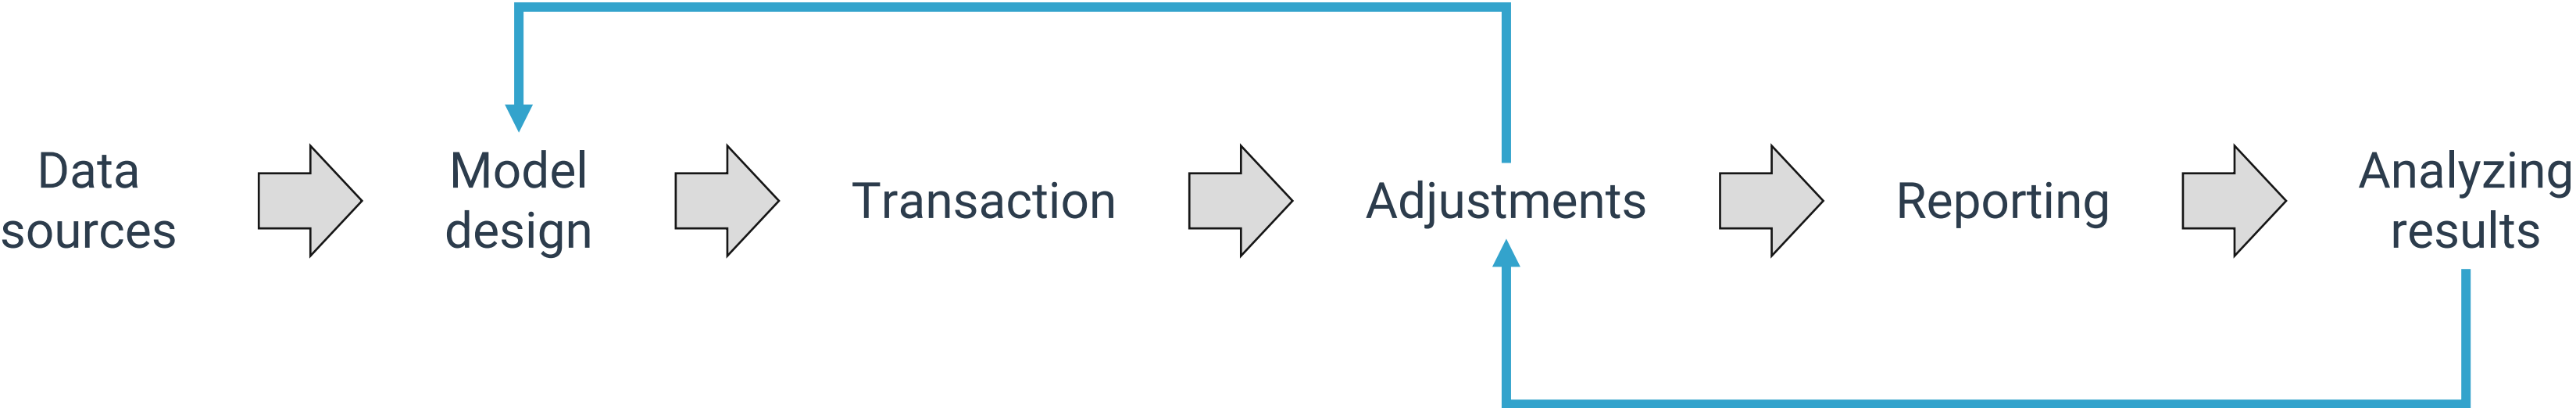 Data
sources
Model
design
Transaction
Adjustments
Reporting
Analyzing
results